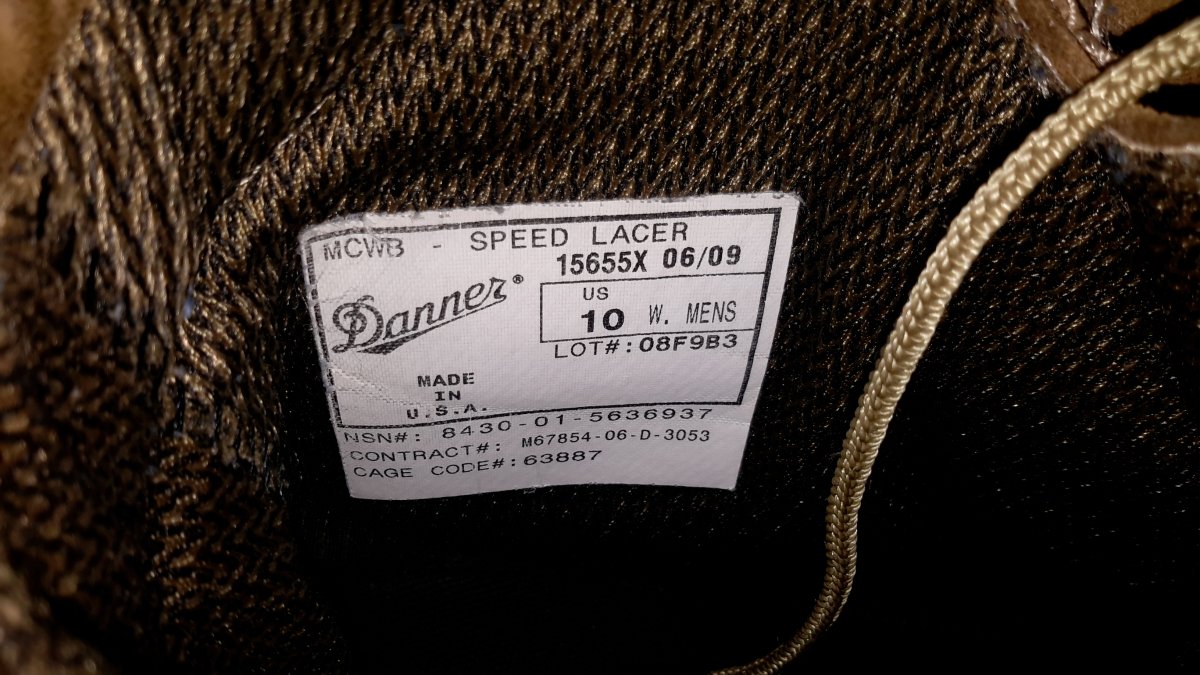 MCWB - SPEED LACER
15655X 06/09
Danner®
US
10 W. MENS
LOT#: 08F9B3
MADE
IN
U.S.A.
NSN#: 8430-01-5636937
CONTRACT#: M67854-06-D-3053
CAGE CODE#: 63887